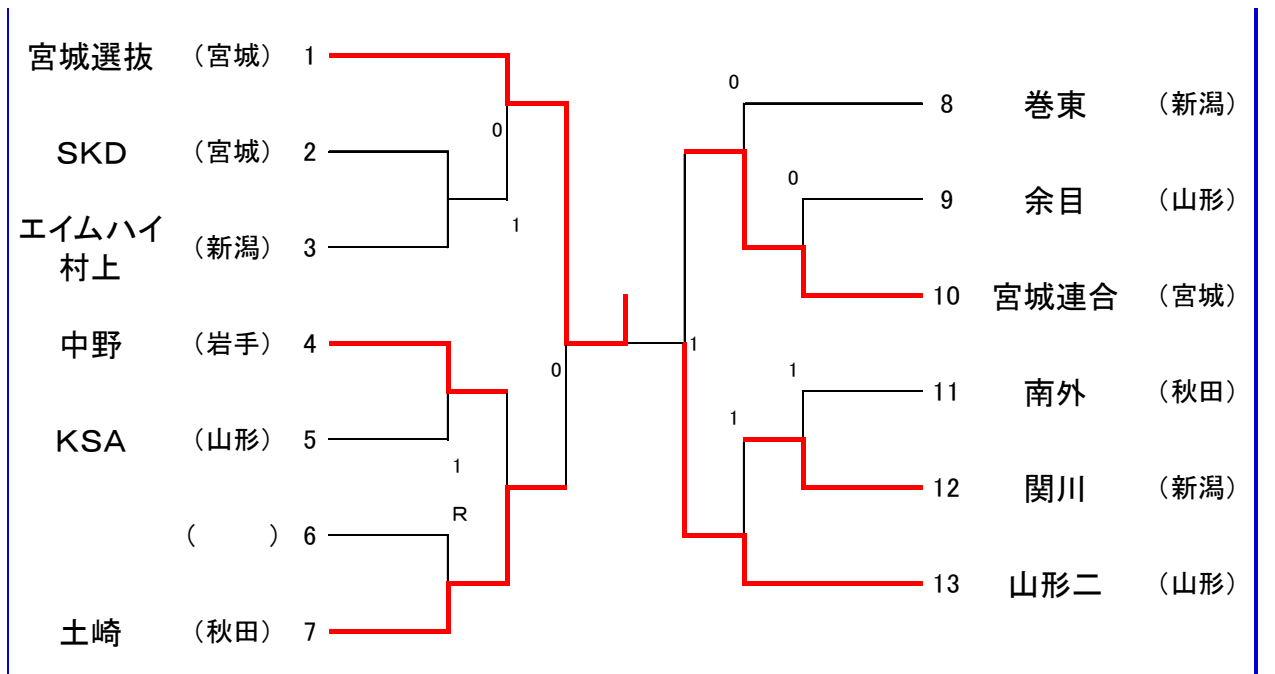 宮城選抜 (宮城) 1
SKD (宮城) 2
エイムハイ
村上 (新潟) 3
中野 (岩手) 4
KSA (山形) 5
( ) 6
土崎 (秋田) 7
0
1
0
1
R
0
0
1
1
1
8 巻東 (新潟)
9 余目 (山形)
10 宮城連合 (宮城)
11 南外 (秋田)
12 関川 (新潟)
13 山形二 (山形)